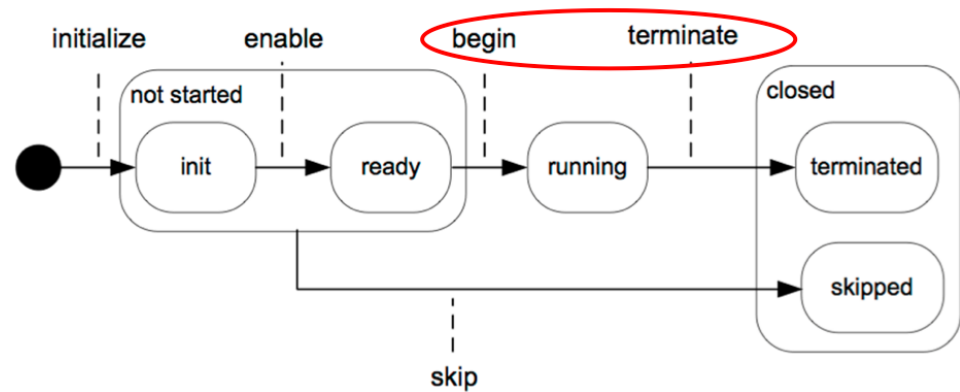 initialize enable begin terminate
not started closed
init ready running terminated
skipped
skip